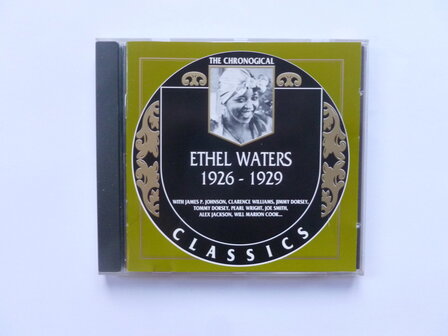 THE CHRONOGICAL
ETHEL WATERS
1926 - 1929
WITH JAMES P. JOHNSON, CLARENCE WILLIAMS, JIMMY DORSEY,
TOMMY DORSEY, PEARL WRIGHT, JOE SMITH,
ALEX JACKSON, WILL MARION COOK...
CLASSICS